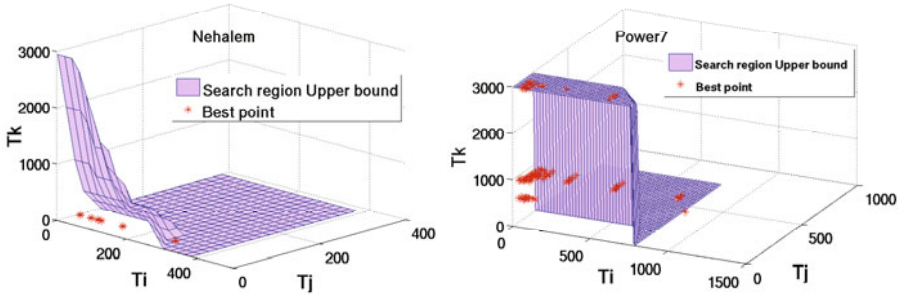 Nehalem
Search region Upper bound
Best point
Tk
3000
2000
1000
0
0
200
400
Ti
0
200
400
Tj
Power7
Search region Upper bound
Best point
Tk
3000
2000
1000
0
0
500
1000
1500
Ti
0
500
1000
Tj